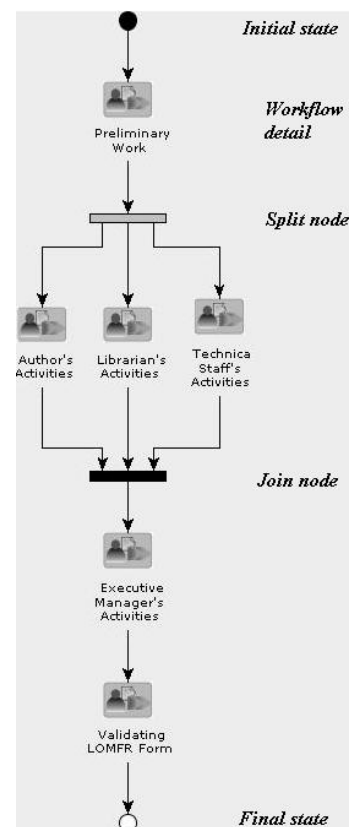 Initial state
Workflow
detail
Preliminary
Work
Split node
Author's
Activities
Librarian's
Activities
Technica
Staff's
Activities
Join node
Executive
Manager's
Activities
Validating
LOMFR Form
Final state